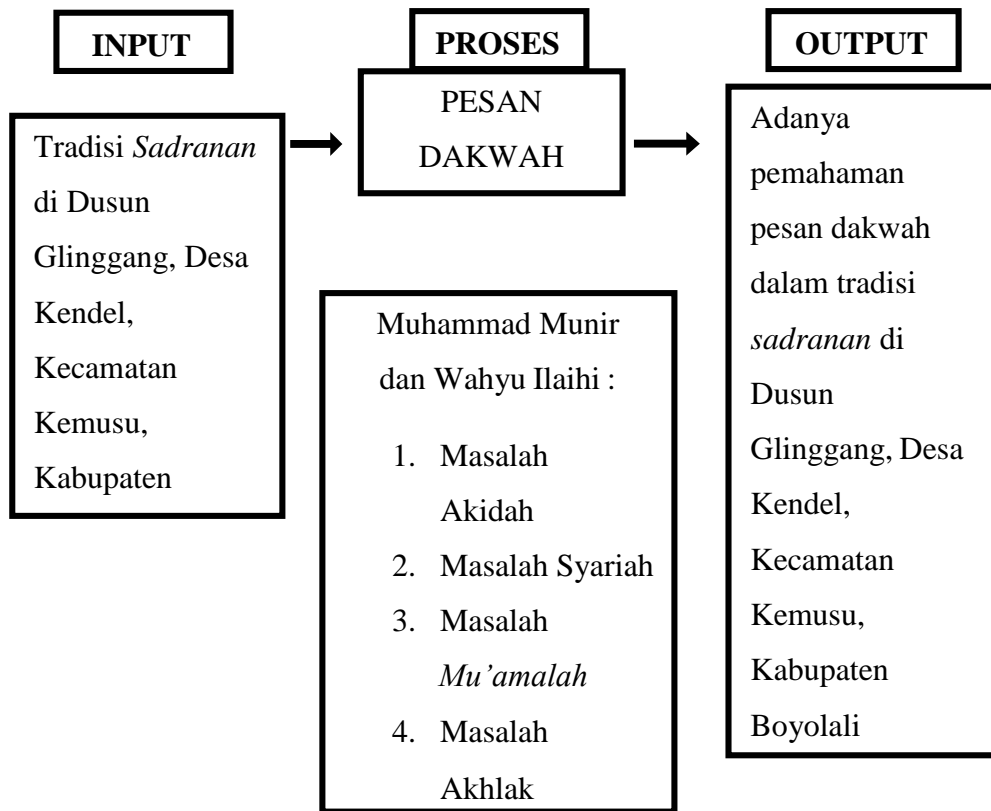 INPUT
Tradisi Sadranan
di Dusun
Glinggang, Desa
Kendel,
Kecamatan
Kemusu,
Kabupaten
PROSES
PESAN
DAKWAH
Muhammad Munir
dan Wahyu Ilaihi :
1. Masalah
Akidah
2. Masalah Syariah
3. Masalah
Mu’amalah
4. Masalah
Akhlak
OUTPUT
Adanya
pemahaman
pesan dakwah
dalam tradisi
sadranan di
Dusun
Glinggang, Desa
Kendel,
Kecamatan
Kemusu,
Kabupaten
Boyolali